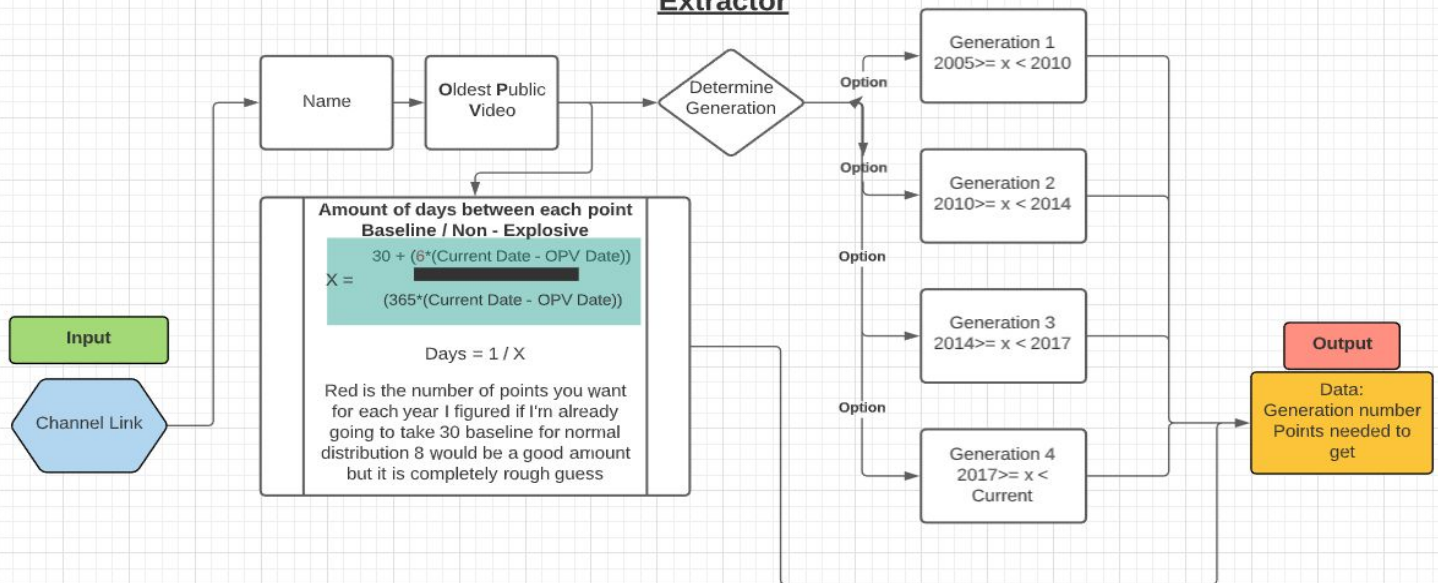 Extractor
Name
Oldest Public
Video
Determine
Generation
Option
Option
Option
Option
Generation 1
2005>= x < 2010
Generation 2
2010>= x < 2014
Generation 3
2014>= x < 2017
Generation 4
2017>= x <
Current
Amount of days between each point
Baseline / Non - Explosive
30 + (6*(Current Date - OPV Date))
X =
(365*(Current Date - OPV Date))
Days = 1 / X
Red is the number of points you want
for each year I figured if I'm already
going to take 30 baseline for normal
distribution 8 would be a good amount
but it is completely rough guess
Input
Channel Link
Output
Data:
Generation number
Points needed to
get